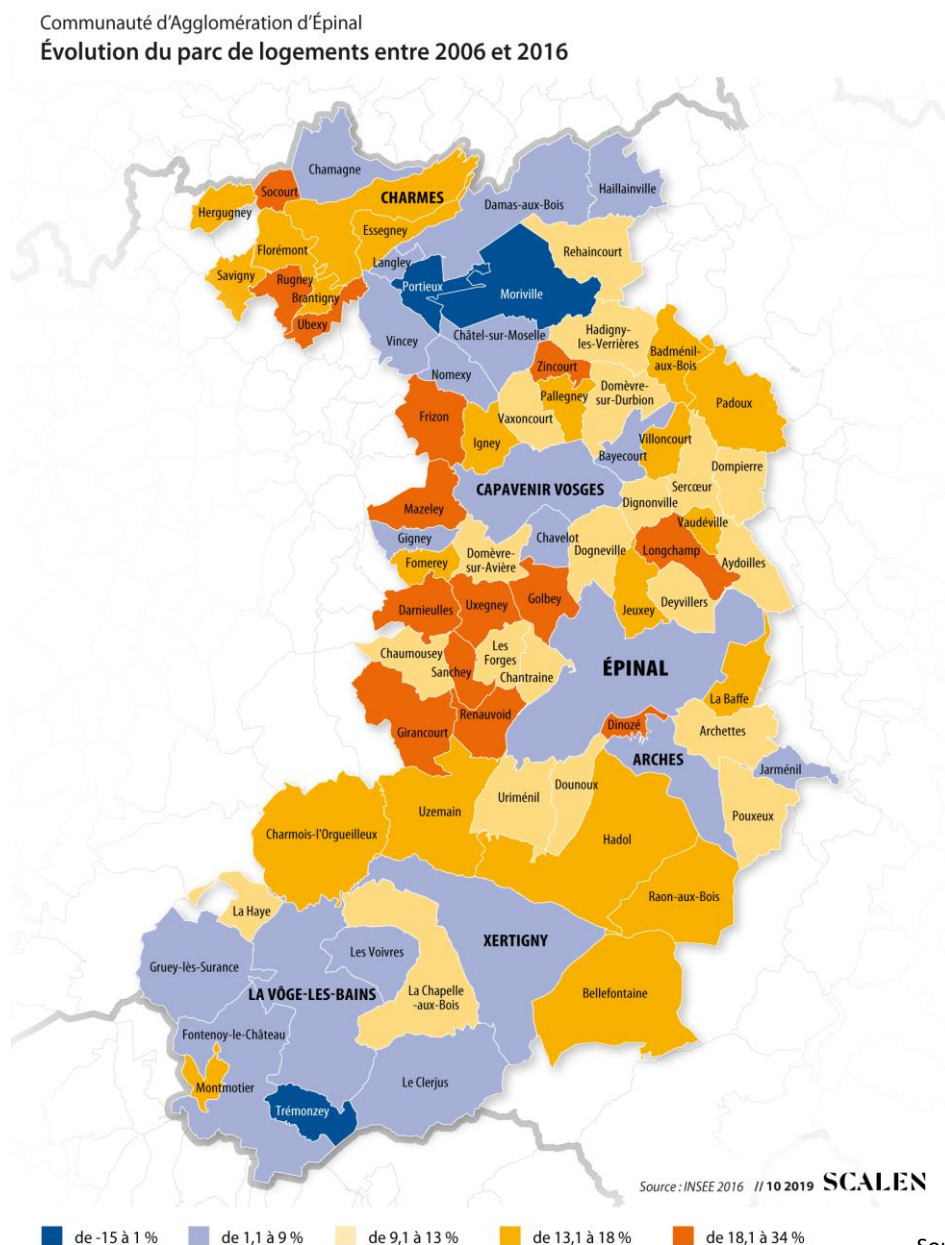 Communauté d'Agglomération d'Épinal
Évolution du parc de logements entre 2006 et 2016
Chamagne
Socourt
CHARMES
Haillainville
Hergugney
Damas-aux-Bois
Essegney
Florémont
Rehaincourt
Langley
Savigny
Rugney
Portieux
Moriville
Brantigny
Ubexy
Vincey
Châtel-sur-Moselle
Hadigny-
les-Verrières
Badménil-
aux-Bois
Nomexy
Zincourt
Domèvre-
sur-Durbion
Pallegney
Padoux
Frizon
Vaxoncourt
Igney
Villoncourt
Bayecourt
Dompierre
CAPAVENIR VOSGES
Sercœur
Dignonville
Mazeley
Vaudéville
Gigney
Chavelot
Domèvre-
sur-Avière
Dogneville
Longchamp
Aydoilles
Fomerey
Darnieulles
Uxegney
Golbey
Jeuxey
Deyvillers
Chaumousey
Les
Forges
Sanchey
Chantraine
ÉPINAL
La Baffe
Renauvoid
Girancourt
Dinozé
Archettes
ARCHES
Jarménil
Uriménil
Dounoux
Uzemain
Pouxeux
Charmois-l'Orgueilleux
Hadol
Raon-aux-Bois
La Haye
XERTIGNY
Les Voivres
Gruey-lès-Surance
LA VÔGE-LES-BAINS
La Chapelle
-aux-Bois
Bellefontaine
Fontenoy-le-Château
Le Clerjus
Montmotier
Trémonzey
Source : INSEE 2016 // 10 2019 SCALEN
de -15 à 1 %
de 1,1 à 9 %
de 9,1 à 13 %
de 13,1 à 18 %
de 18,1 à 34 %